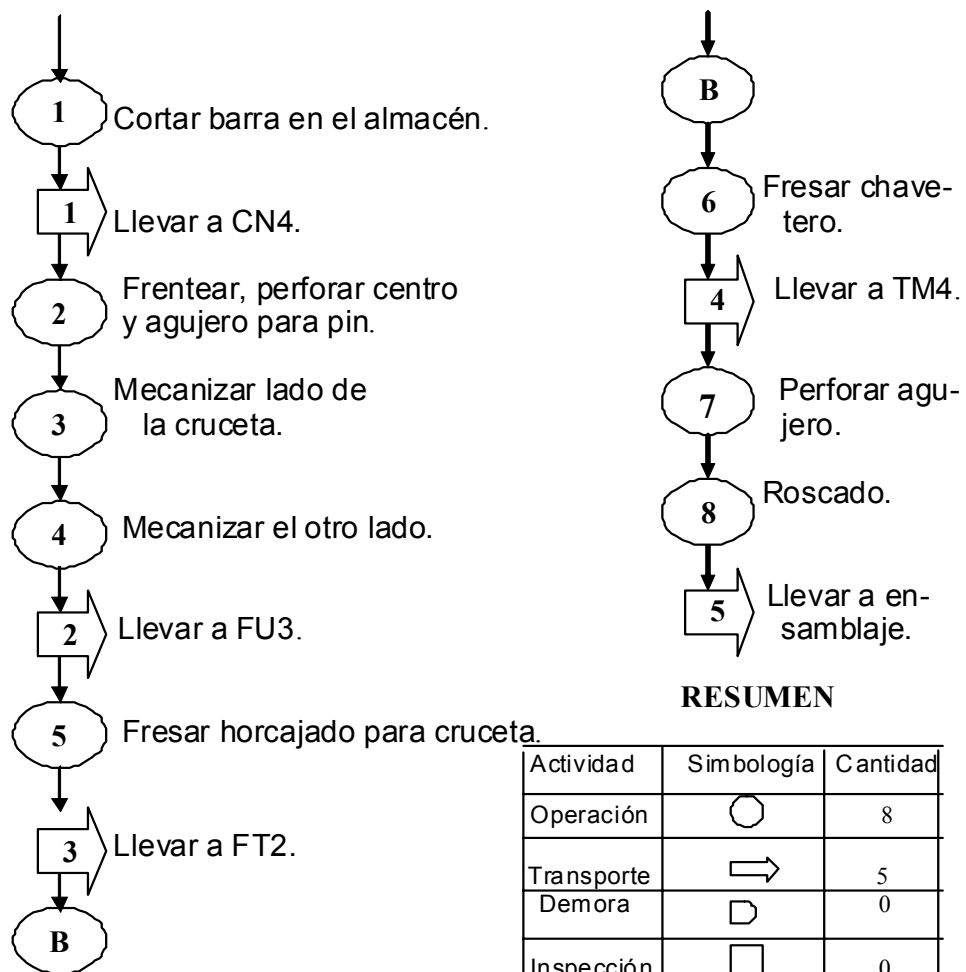 1
Cortar barra en el almacén.
1
Llevar a CN4.
2
Frentear, perforar centro
y agujero para pin.
Mecanizar lado de
3
la cruceta.
4
Mecanizar el otro lado.
2
Llevar a FU3.
5
Fresar horcajado para cruceta.
3
Llevar a FT2.
B
B
Fresar chave-
6
tero.
4
Llevar a TM4.
Perforar agu-
7
jero.
Roscado.
8
Llevar a en-
5
samblaje.
RESUMEN
Actividad Simbología Cantidad
Operación 8
Transporte 5
Demora 0
Inspección 0